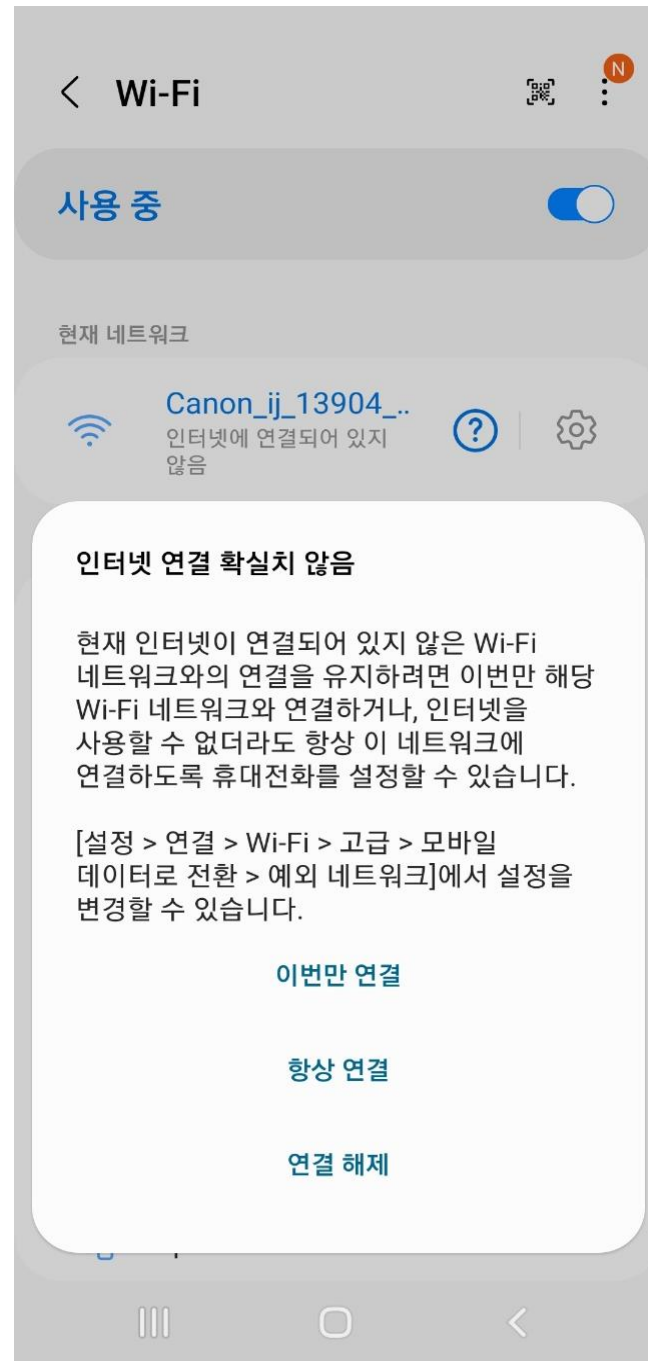 Wi-Fi
N
사용 중
현재 네트워크
Canon_ij_13904_..
인터넷에 연결되어 있지
않음
?
인터넷 연결 확실치 않음
현재 인터넷이 연결되어 있지 않은 Wi-Fi
네트워크와의 연결을 유지하려면 이번만 해당
Wi-Fi 네트워크와 연결하거나, 인터넷을
사용할 수 없더라도 항상 이 네트워크에
연결하도록 휴대전화를 설정할 수 있습니다.
[설정 > 연결 > Wi-Fi > 고급 > 모바일
데이터로 전환 > 예외 네트워크]에서 설정을
변경할 수 있습니다.
이번만 연결
항상 연결
연결 해제